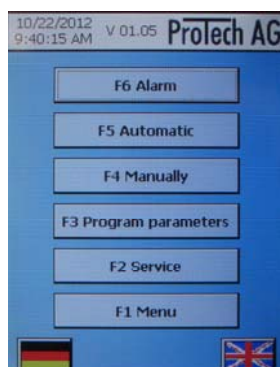 10/22/2012
9:40:15 AM
V 01.05
ProTech AG
F6 Alarm
F5 Automatic
F4 Manually
F3 Program parameters
F2 Service
F1 Menu